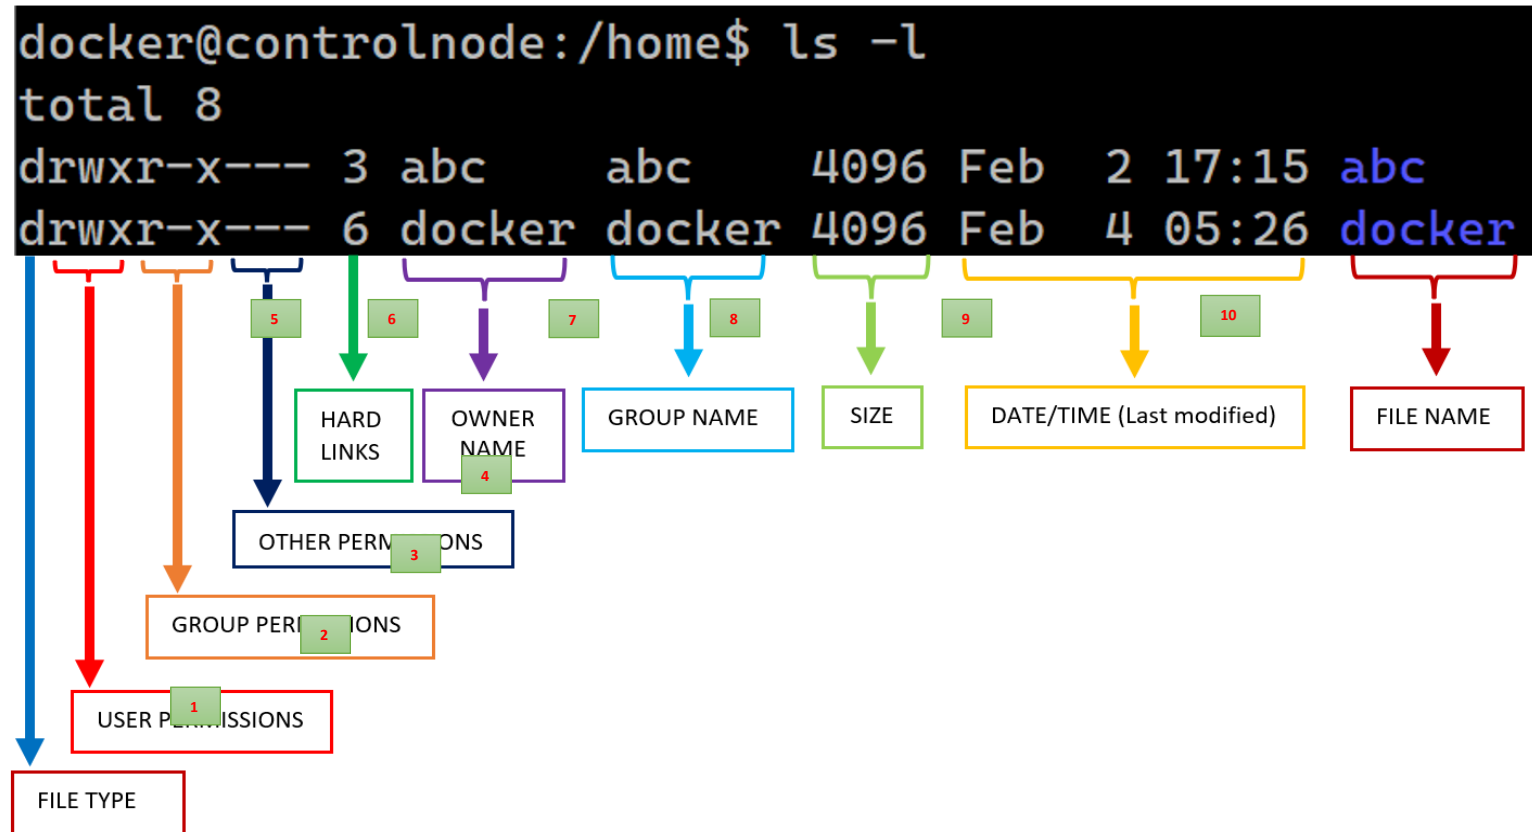 docker@controlnode:/home$ ls -l
total 8
drwxr-x--- 3 abc    abc    4096 Feb  2 17:15 abc
drwxr-x--- 6 docker docker 4096 Feb  4 05:26 docker
5
6
7
8
9
10
HARD
LINKS
OWNER
NAME
4
GROUP NAME
SIZE
DATE/TIME (Last modified)
FILE NAME
OTHER PERM ONS
3
GROUP PER IONS
2
USER P ISSIONS
1
FILE TYPE